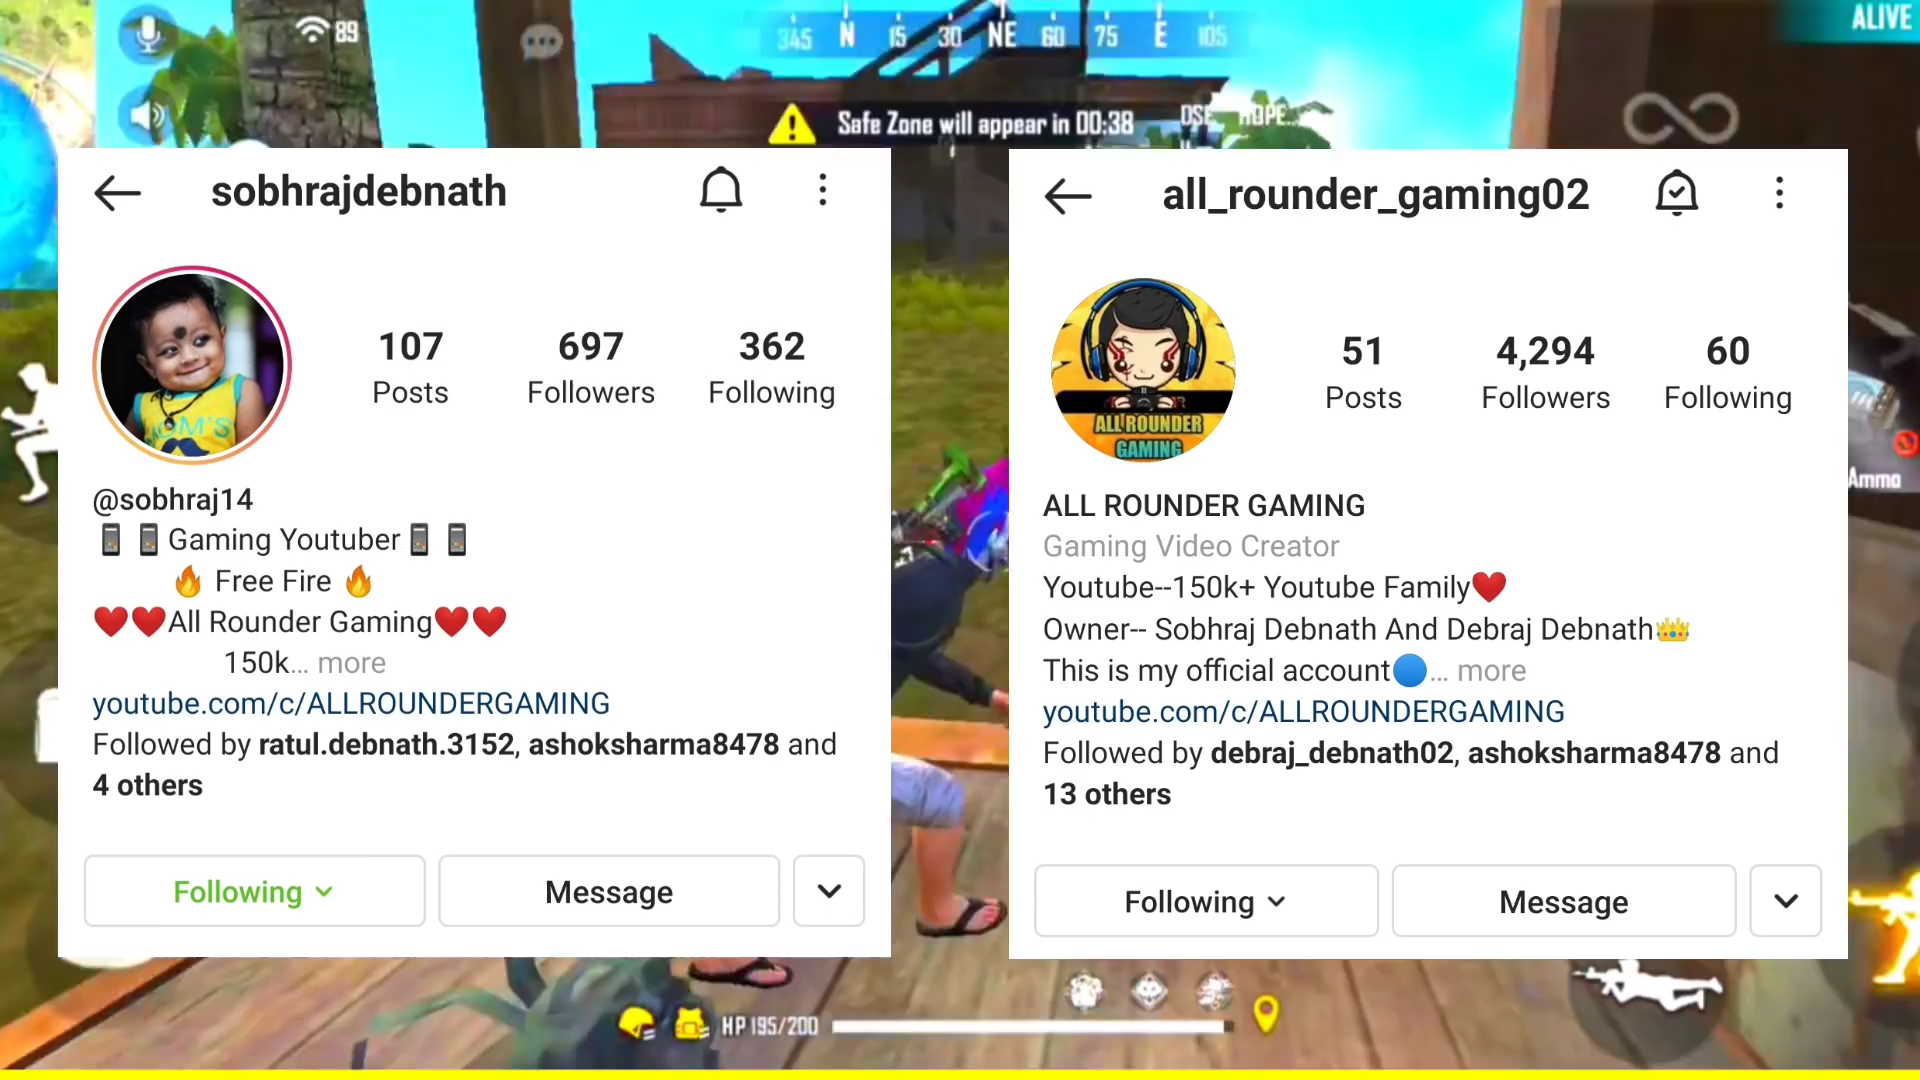 89
345 N 15 30 NE 60 75 E 105
ALIVE
Safe Zone will appear in 00:38
sobhrajdebnath
107 697 362
Posts Followers Following
MOM'S
@sobhraj14
📱📱Gaming Youtuber📱📱
🔥 Free Fire 🔥
❤️❤️All Rounder Gaming❤️❤️
150k... more
youtube.com/c/ALLROUNDERGAMING
Followed by ratul.debnath.3152, ashoksharma8478 and
4 others
Following Message
all_rounder_gaming02
51 4,294 60
Posts Followers Following
ALL ROUNDER
GAMING
ALL ROUNDER GAMING
Gaming Video Creator
Youtube--150k+ Youtube Family❤️
Owner-- Sobhraj Debnath And Debraj Debnath👑
This is my official account🔵... more
youtube.com/c/ALLROUNDERGAMING
Followed by debraj_debnath02, ashoksharma8478 and
13 others
Following Message
Ammo
HP 195/200